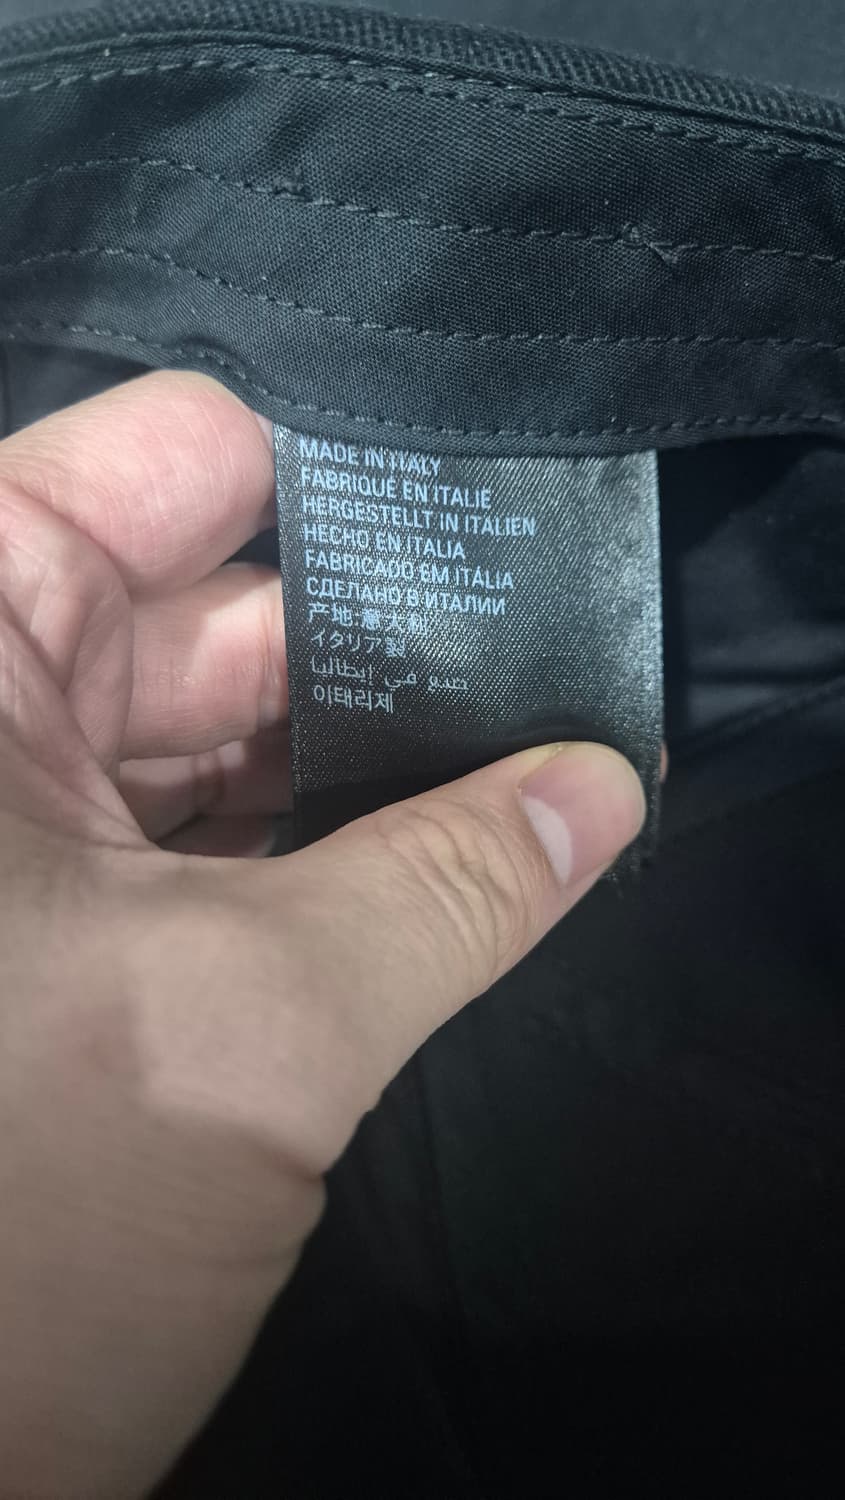 MADE IN ITALY
FABRIQUÉ EN ITALIE
HERGESTELLT IN ITALIEN
HECHO EN ITALIA
FABRICADO EM ITÁLIA
СДЕЛАНО В ИТАЛИИ
产地:意大利
イタリア製
صنع في إيطاليا
이태리제